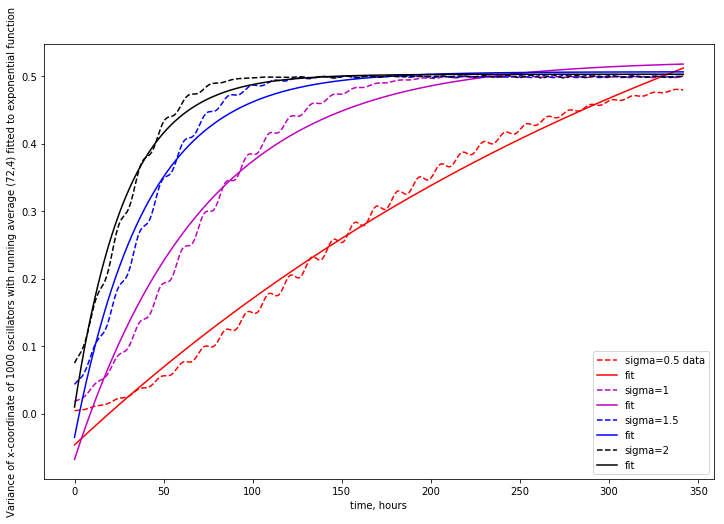 Variance of x-coordinate of 1000 oscillators with running average (72,4) fitted to exponential function
0.5
0.4
0.3
0.2
0.1
0.0
0
50
100
150
200
250
300
350
time, hours
sigma=0.5 data
fit
sigma=1
fit
sigma=1.5
fit
sigma=2
fit